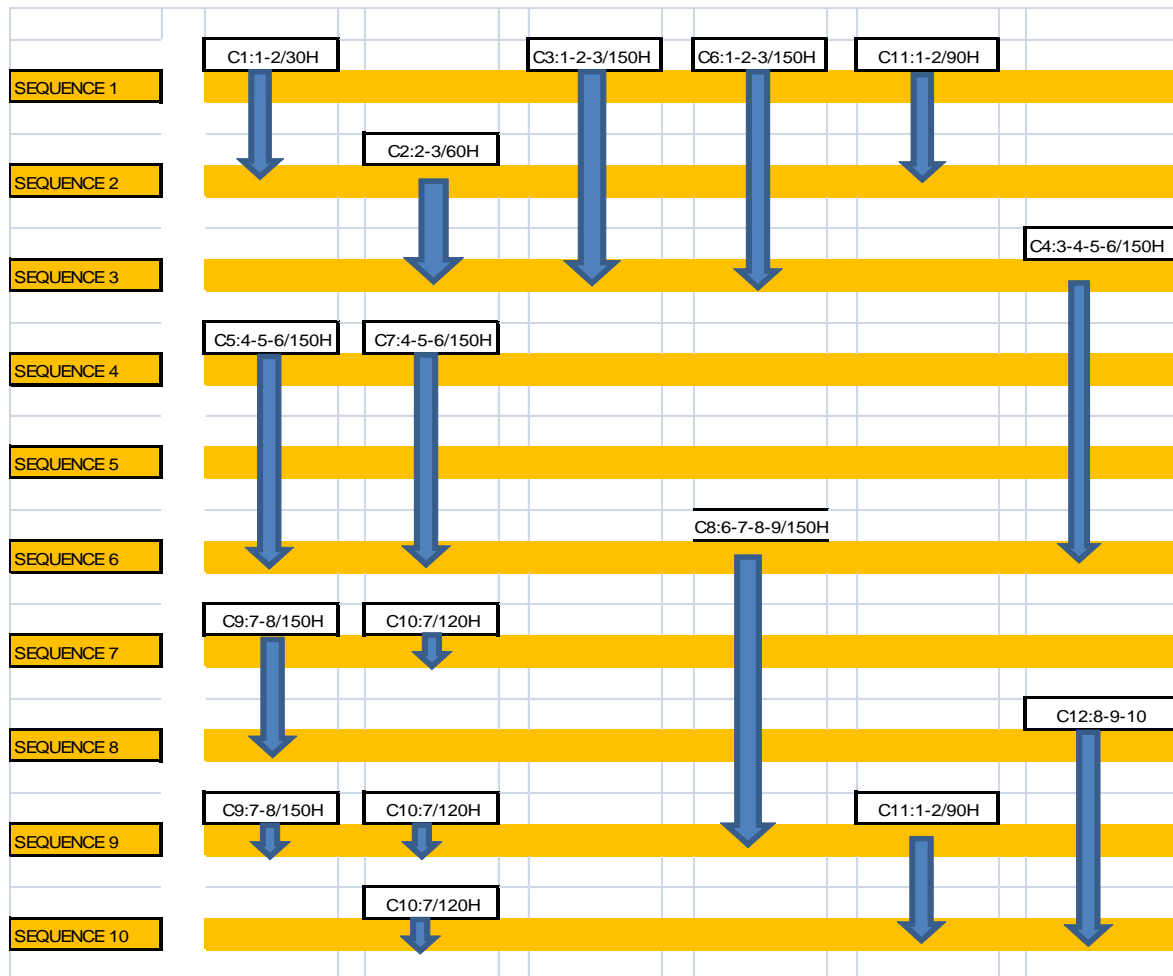 C1:1-2/30H
C3:1-2-3/150H
C6:1-2-3/150H
C11:1-2/90H
SEQUENCE 1
C2:2-3/60H
SEQUENCE 2
C4:3-4-5-6/150H
SEQUENCE 3
C5:4-5-6/150H
C7:4-5-6/150H
SEQUENCE 4
SEQUENCE 5
C8:6-7-8-9/150H
SEQUENCE 6
C9:7-8/150H
C10:7/120H
SEQUENCE 7
C12:8-9-10
SEQUENCE 8
C9:7-8/150H
C10:7/120H
C11:1-2/90H
SEQUENCE 9
C10:7/120H
SEQUENCE 10